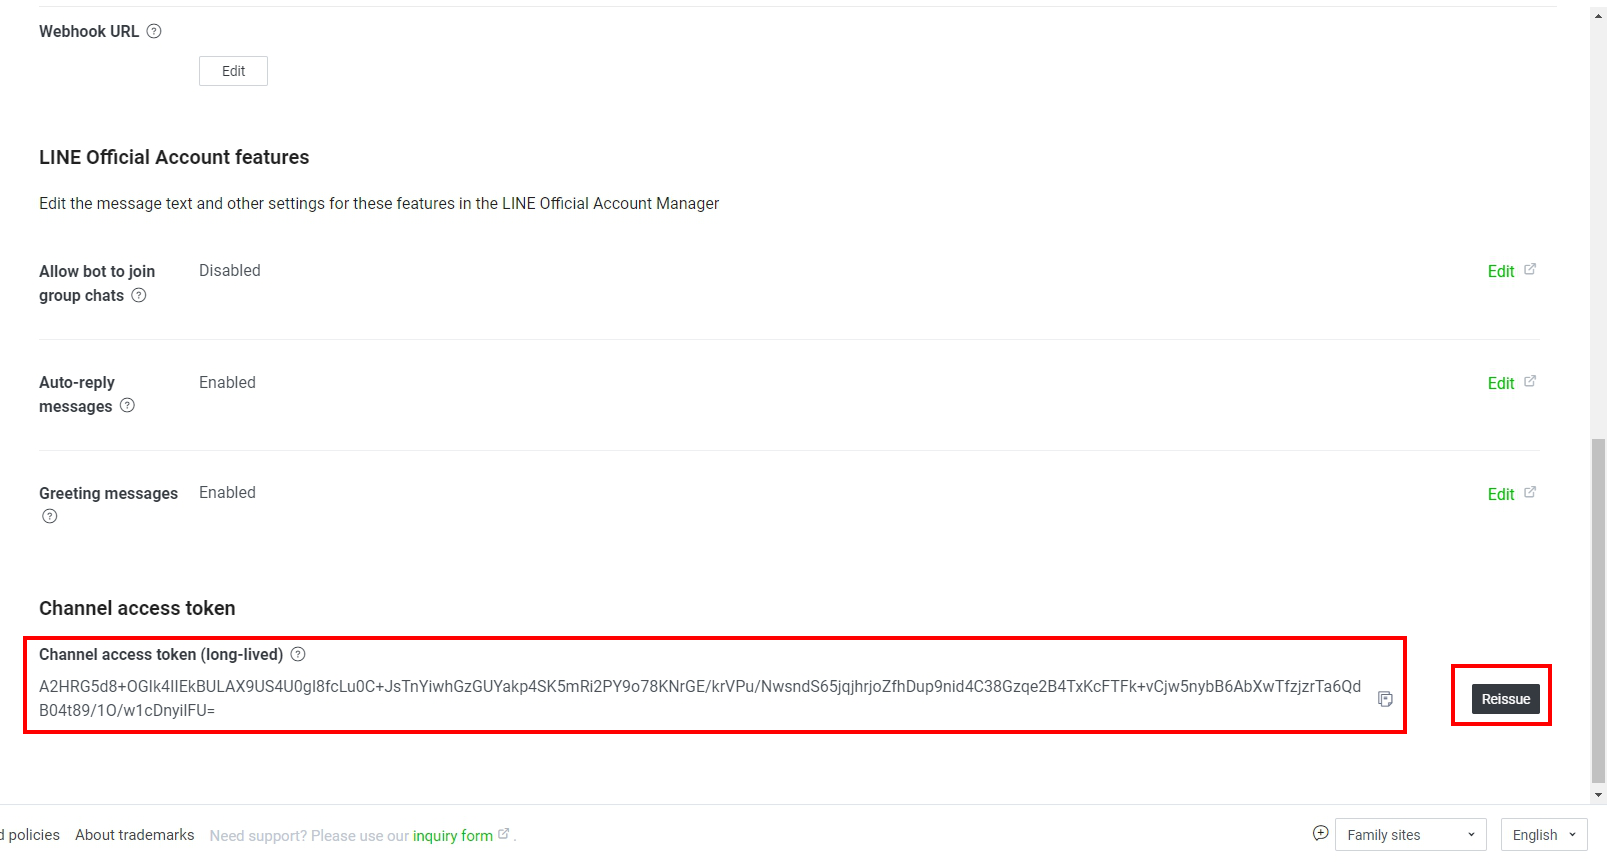 Webhook URL
Edit
LINE Official Account features
Edit the message text and other settings for these features in the LINE Official Account Manager
Allow bot to join
group chats
Disabled
Edit
Auto-reply
messages
Enabled
Edit
Greeting messages
Enabled
Edit
Channel access token
Channel access token (long-lived)
A2HRG5d8+OGIk4IIEkBULAX9US4U0gI8fcLu0C+JsTnYiwhGzGUYakp4SK5mRi2PY9o78KNrGE/krVPu/NwsndS65jqjhrjoZfhDup9nid4C38Gzqe2B4TxKcFTFk+vCjw5nybB6AbXwTfzjzrTa6Qd
B04t89/1O/w1cDnyilFU=
Reissue
d policies
About trademarks
Need support? Please use our inquiry form .
Family sites
English